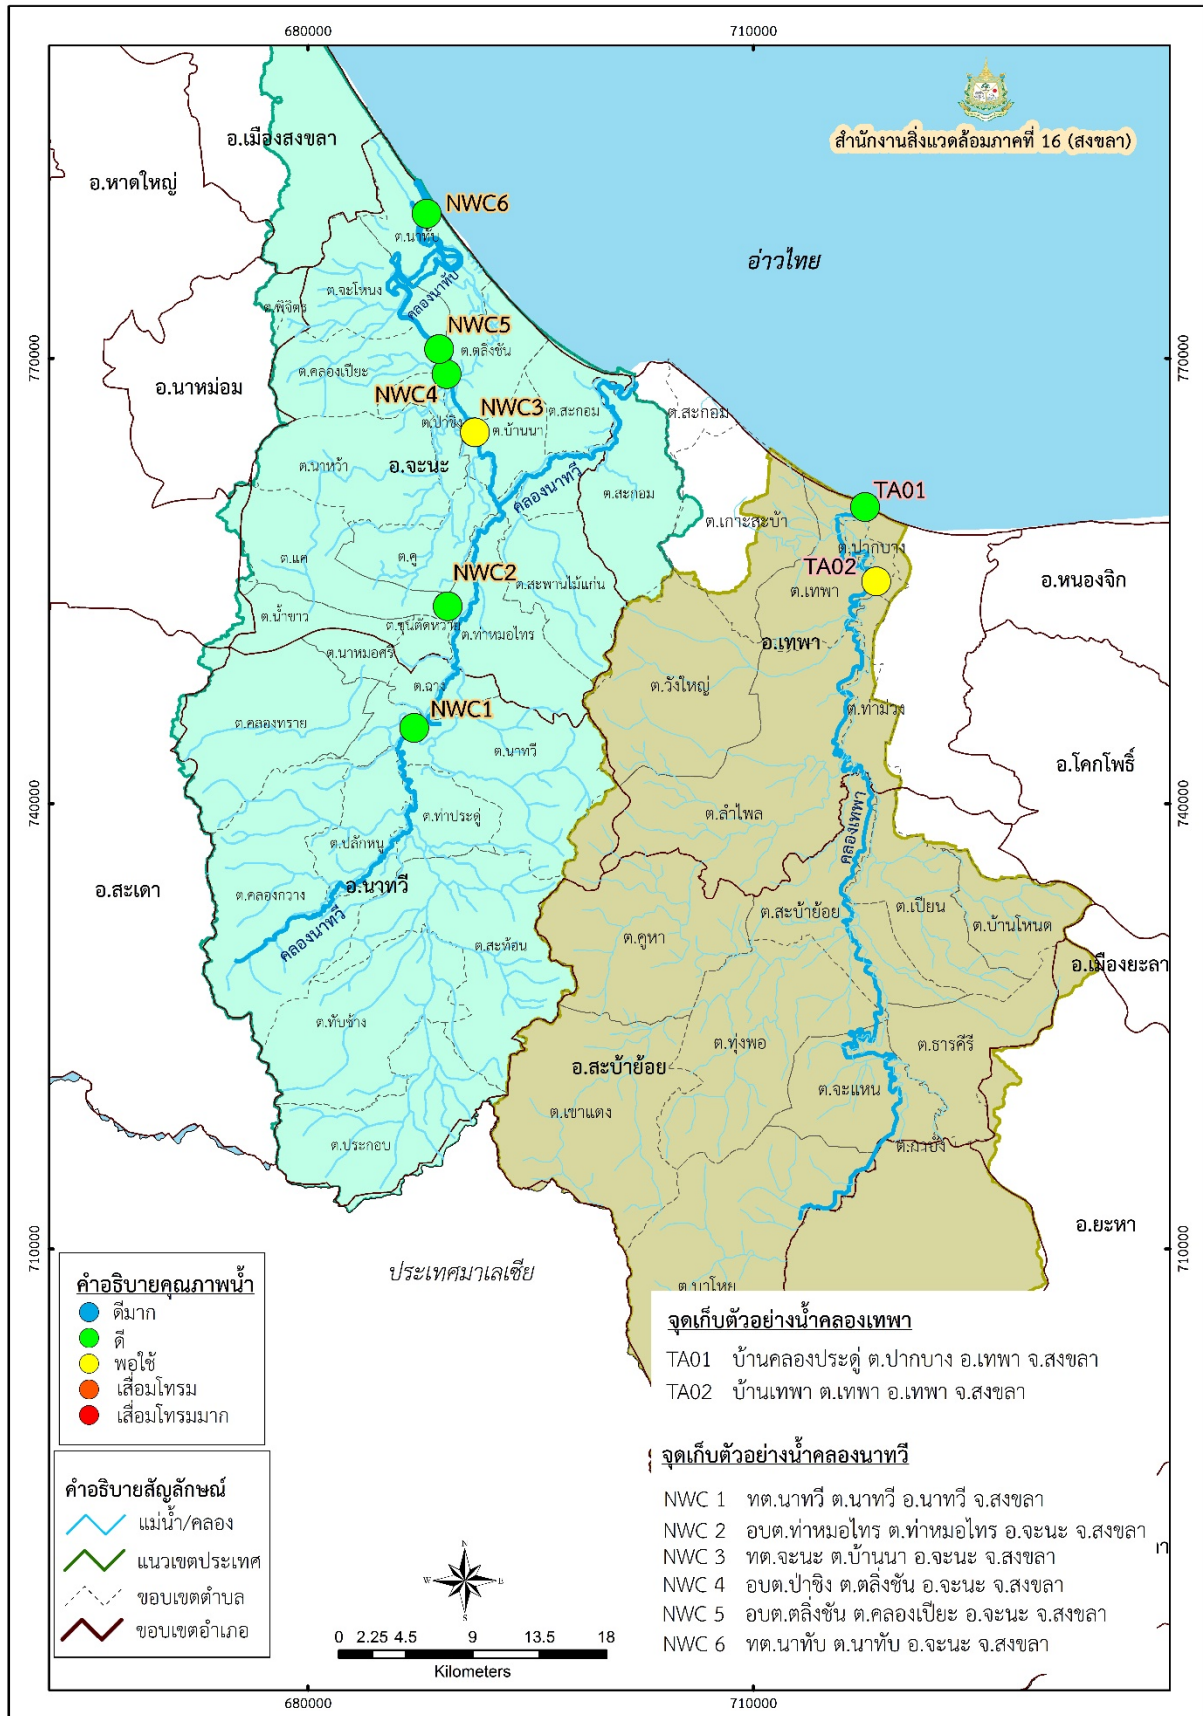 680000
710000
สำนักงานสิ่งแวดล้อมภาคที่ 16 (สงขลา)
อ.เมืองสงขลา
อ.หาดใหญ่
NWC6
ต.นาทับ
อ่าวไทย
ต.จะโหนง
คลองนาทับ
ต.พิจิตร
NWC5
ต.ตลิ่งชัน
770000
770000
ต.คลองเปียะ
อ.นาหม่อม
NWC4
NWC3
ต.ป่าชิง
ต.บ้านนา
ต.สะกอม
ต.สะกอม
อ.จะนะ
ต.นาหว้า
คลองนาทวี
ต.สะกอม
TA01
ต.เกาะสะบ้า
ต.ปากบาง
ต.แค
ต.คู
NWC2
TA02
ต.เทพา
อ.หนองจิก
ต.สะพานไม้แก่น
ต.น้ำขาว
ต.ขุนตัดหวาย
ต.ท่าหมอไทร
อ.เทพา
ต.นาหมอศรี
ต.ฉาง
ต.วังใหญ่
NWC1
ต.ท่าม่วง
ต.คลองทราย
ต.นาทวี
อ.โคกโพธิ์
740000
740000
ต.ลำไพล
คลองเทพา
ต.ท่าประดู่
ต.ปลักหนู
อ.สะเดา
ต.คลองกวาง
อ.นาทวี
คลองนาทวี
ต.สะบ้าย้อย
ต.เปียน
ต.บ้านโหนด
ต.คูหา
ต.สะท้อน
อ.เมืองยะลา
ต.ทับช้าง
ต.ทุ่งพอ
ต.ธารคีรี
อ.สะบ้าย้อย
ต.จะแหน
ต.เขาแดง
ต.ประกอบ
ต.กาบัง
อ.ยะหา
710000
710000
ประเทศมาเลเซีย
ต.บาโหย
คำอธิบายคุณภาพน้ำ
ดีมาก
ดี
พอใช้
เสื่อมโทรม
เสื่อมโทรมมาก
จุดเก็บตัวอย่างน้ำคลองเทพา
TA01 บ้านคลองประดู่ ต.ปากบาง อ.เทพา จ.สงขลา
TA02 บ้านเทพา ต.เทพา อ.เทพา จ.สงขลา
คำอธิบายสัญลักษณ์
แม่น้ำ/คลอง
แนวเขตประเทศ
ขอบเขตตำบล
ขอบเขตอำเภอ
จุดเก็บตัวอย่างน้ำคลองนาทวี
NWC 1 ทต.นาทวี ต.นาทวี อ.นาทวี จ.สงขลา
NWC 2 อบต.ท่าหมอไทร ต.ท่าหมอไทร อ.จะนะ จ.สงขลา
NWC 3 ทต.จะนะ ต.บ้านนา อ.จะนะ จ.สงขลา
NWC 4 อบต.ป่าชิง ต.ตลิ่งชัน อ.จะนะ จ.สงขลา
NWC 5 อบต.ตลิ่งชัน ต.คลองเปียะ อ.จะนะ จ.สงขลา
NWC 6 ทต.นาทับ ต.นาทับ อ.จะนะ จ.สงขลา
N
W E
S
0 2.25 4.5 9 13.5 18
Kilometers
680000
710000